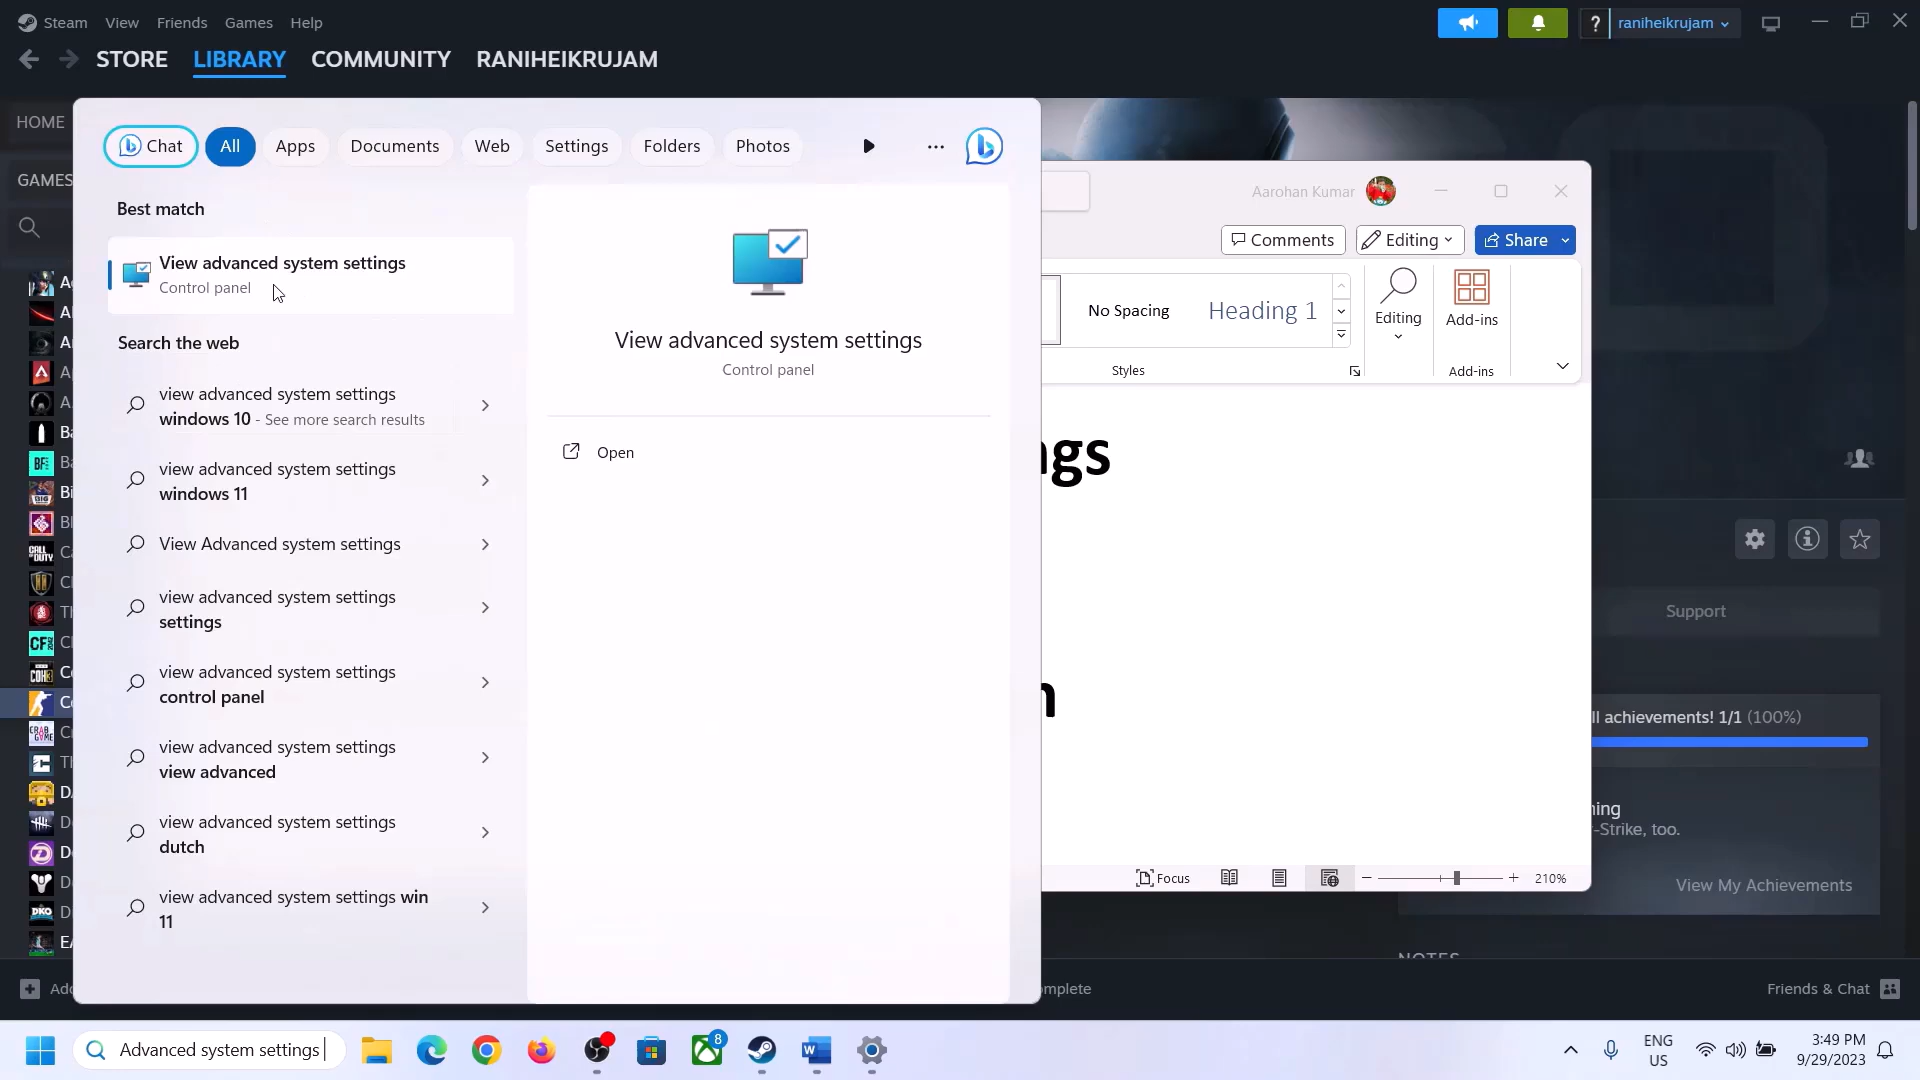 Steam View Friends Games Help
raniheikrujam
STORE LIBRARY COMMUNITY RANIHEIKRUJAM
HOME
GAMES
Chat All Apps Documents Web Settings Folders Photos
Best match
View advanced system settings
Control panel
Search the web
view advanced system settings
windows 10 - See more search results
view advanced system settings
windows 11
View Advanced system settings
view advanced system settings
settings
view advanced system settings
control panel
view advanced system settings
view advanced
view advanced system settings
dutch
view advanced system settings win
11
View advanced system settings
Control panel
Open
Aarohan Kumar
Comments Editing Share
No Spacing Heading 1
Editing
Add-ins
Styles
Add-ins
ngs
n
Focus
210%
Support
ll achievements! 1/1 (100%)
ning
-Strike, too.
View My Achievements
NOTES
Add
mplete
Friends & Chat
Advanced system settings
8
ENG
US
3:49 PM
9/29/2023